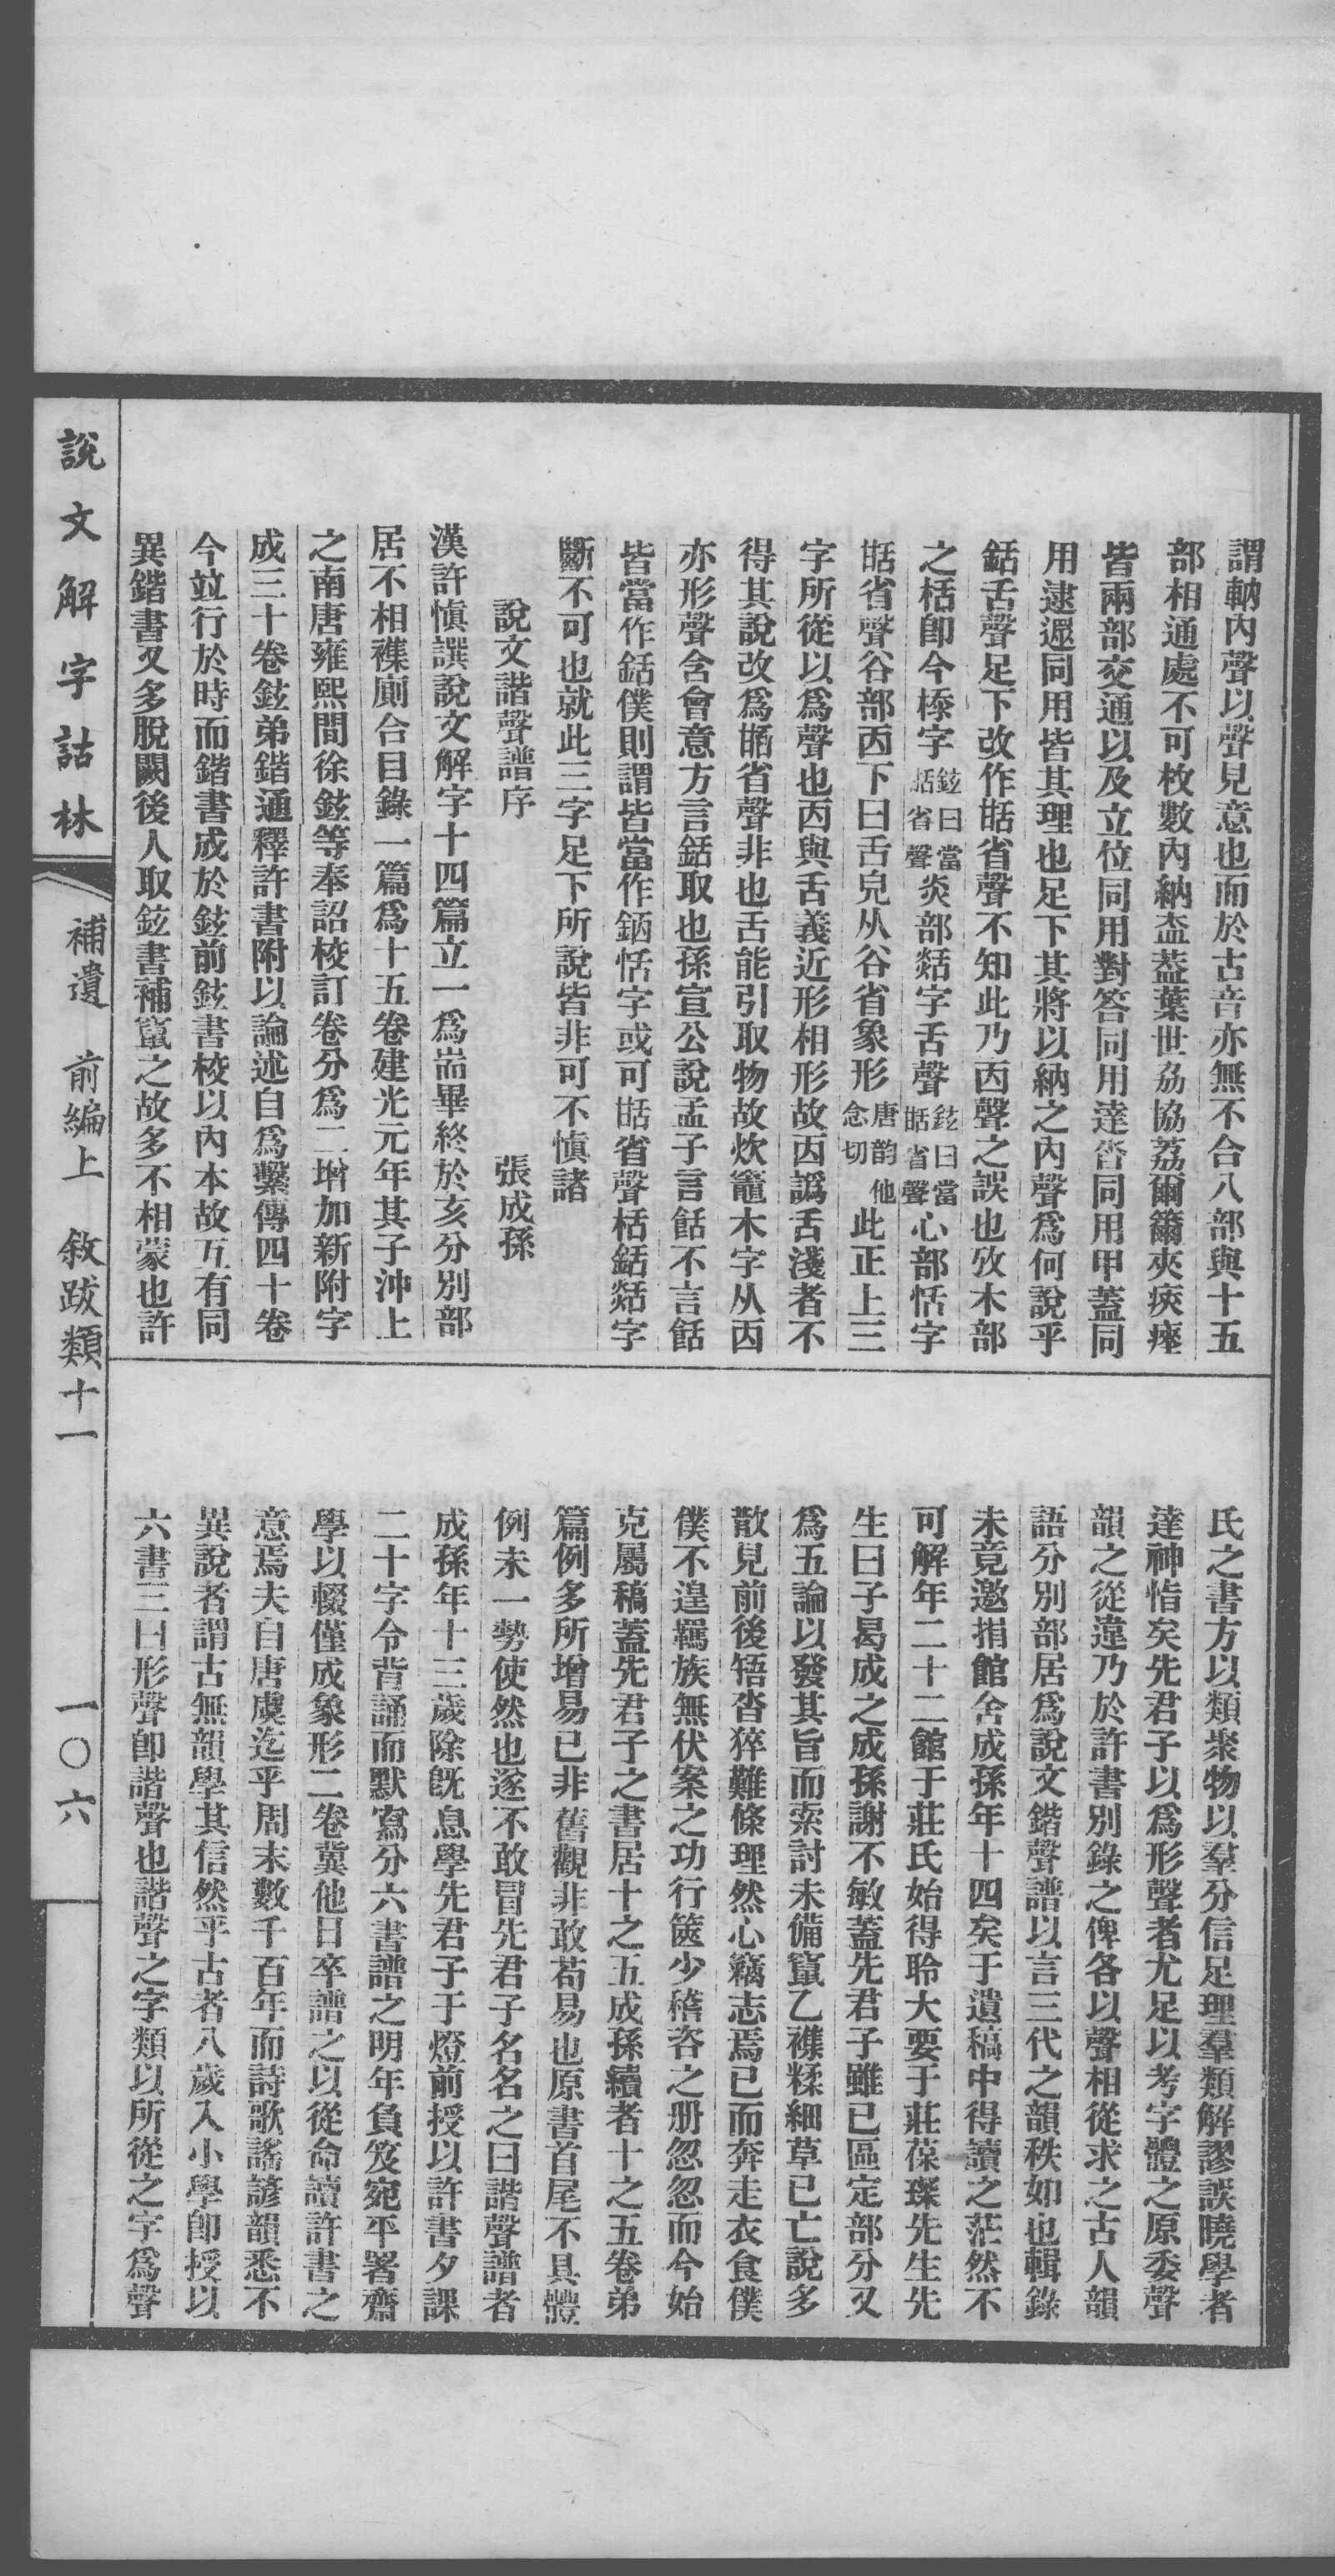 謂軜內聲以聲見意也而於古音亦無不合八部與十五
部相通處不可枚數內納盇蓋葉世劦協荔爾籋夾瘱瘞
皆兩部交通以及立位同用對答同用達沓同用甲蓋同
用逮遝同用皆其理也足下其將以納之內聲爲何說乎
銛舌聲足下改作甛省聲不知此乃㐁聲之誤也攷木部
之栝卽今㮇字鉉曰當甛省聲炎部𤎅字舌聲鉉曰當甛省聲心部恬字
甛省聲谷部㐁下曰舌皃从谷省象形唐韵他念切此正上三
字所從以爲聲也㐁與舌義近形相形故㐁譌舌淺者不
得其說改爲甛省聲非也舌能引取物故炊竈木字从㐁
亦形聲含會意方言銛取也孫宣公說孟子言餂不言銛
皆當作銛僕則謂皆當作銛恬字或可甛省聲栝銛𤎅字
斷不可也就此三字足下所說皆非可不愼諸
說文諧聲譜序　張成孫
漢許愼譔說文解字十四篇立一爲耑畢終於亥分別部
居不相襍廁合目錄一篇爲十五卷建光元年其子沖上
之南唐雍熙間徐鉉等奉詔校訂卷分爲二增加新附字
成三十卷鉉弟鍇通釋許書附以論述自爲繫傳四十卷
今竝行於時而鍇書成於鉉前鉉書校以內本故互有同
異鍇書又多脫闕後人取鉉書補竄之故多不相蒙也許
氏之書方以類聚物以羣分信足理羣類解謬誤曉學者
達神恉矣先君子以爲形聲者尤足以考字體之原委聲
韻之從違乃於許書別錄之俾各以聲相從求之古人韻
語分別部居爲說文鍇聲譜以言三代之韻秩如也輯錄
未竟邀捐館舍成孫年十四矣于遺稿中得讀之茫然不
可解年二十二館于莊氏始得聆大要于莊葆琛先生先
生曰子曷成之成孫謝不敏蓋先君子雖已區定部分又
爲五論以發其旨而索討未備竄乙襍糅細草已亡說多
散見前後牾沓猝難條理然心竊志焉已而奔走衣食僕
僕不遑羈族無伏案之功行篋少稽咨之册忽忽而今始
克屬稿蓋先君子之書居十之五成孫續者十之五卷弟
篇例多所增易已非舊觀非敢苟易也原書首尾不具體
例未一勢使然也遂不敢冒先君子名名之曰諧聲譜者
成孫年十三歲除旣息學先君子于燈前授以許書夕課
二十字令背誦而默寫分六書譜之明年負笈宛平署齋
學以輟僅成象形二卷冀他日卒譜之以從命讀許書之
意焉夫自唐虞迄乎周末數千百年而詩歌謠諺韻悉不
異說者謂古無韻學其信然乎古者八歲入小學卽授以
六書三曰形聲卽諧聲也諧聲之字類以所從之字爲聲
說文解字詁林
補遺　前編上　敘跋類十一
一〇六